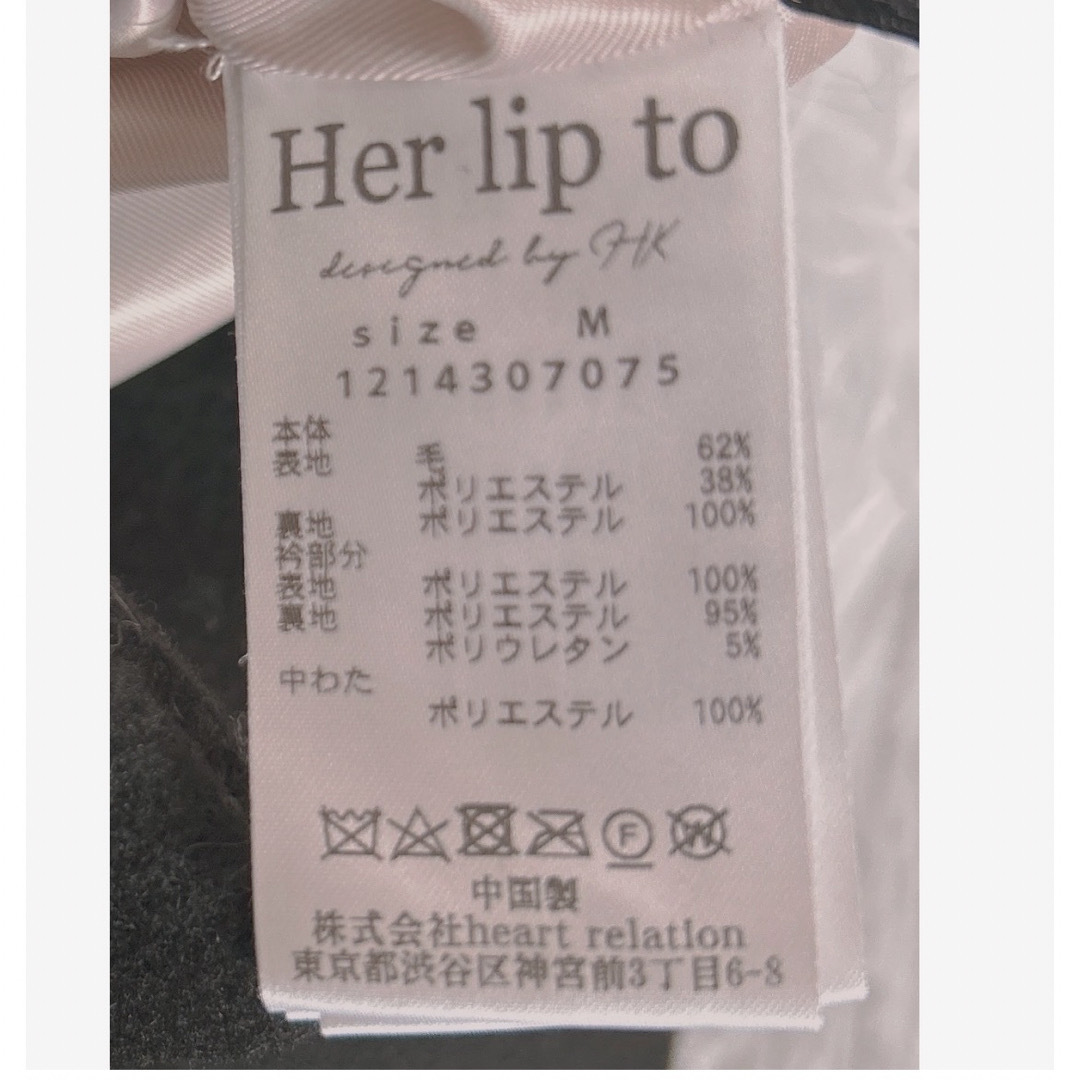 Her lip to
designed by HK
size M
1214307075
本体
表地 毛 62%
ポリエステル 38%
裏地 ポリエステル 100%
衿部分
表地 ポリエステル 100%
裏地 ポリエステル 95%
ポリウレタン 5%
中わた
ポリエステル 100%
F W
中国製
株式会社heart relation
東京都渋谷区神宮前3丁目6-8